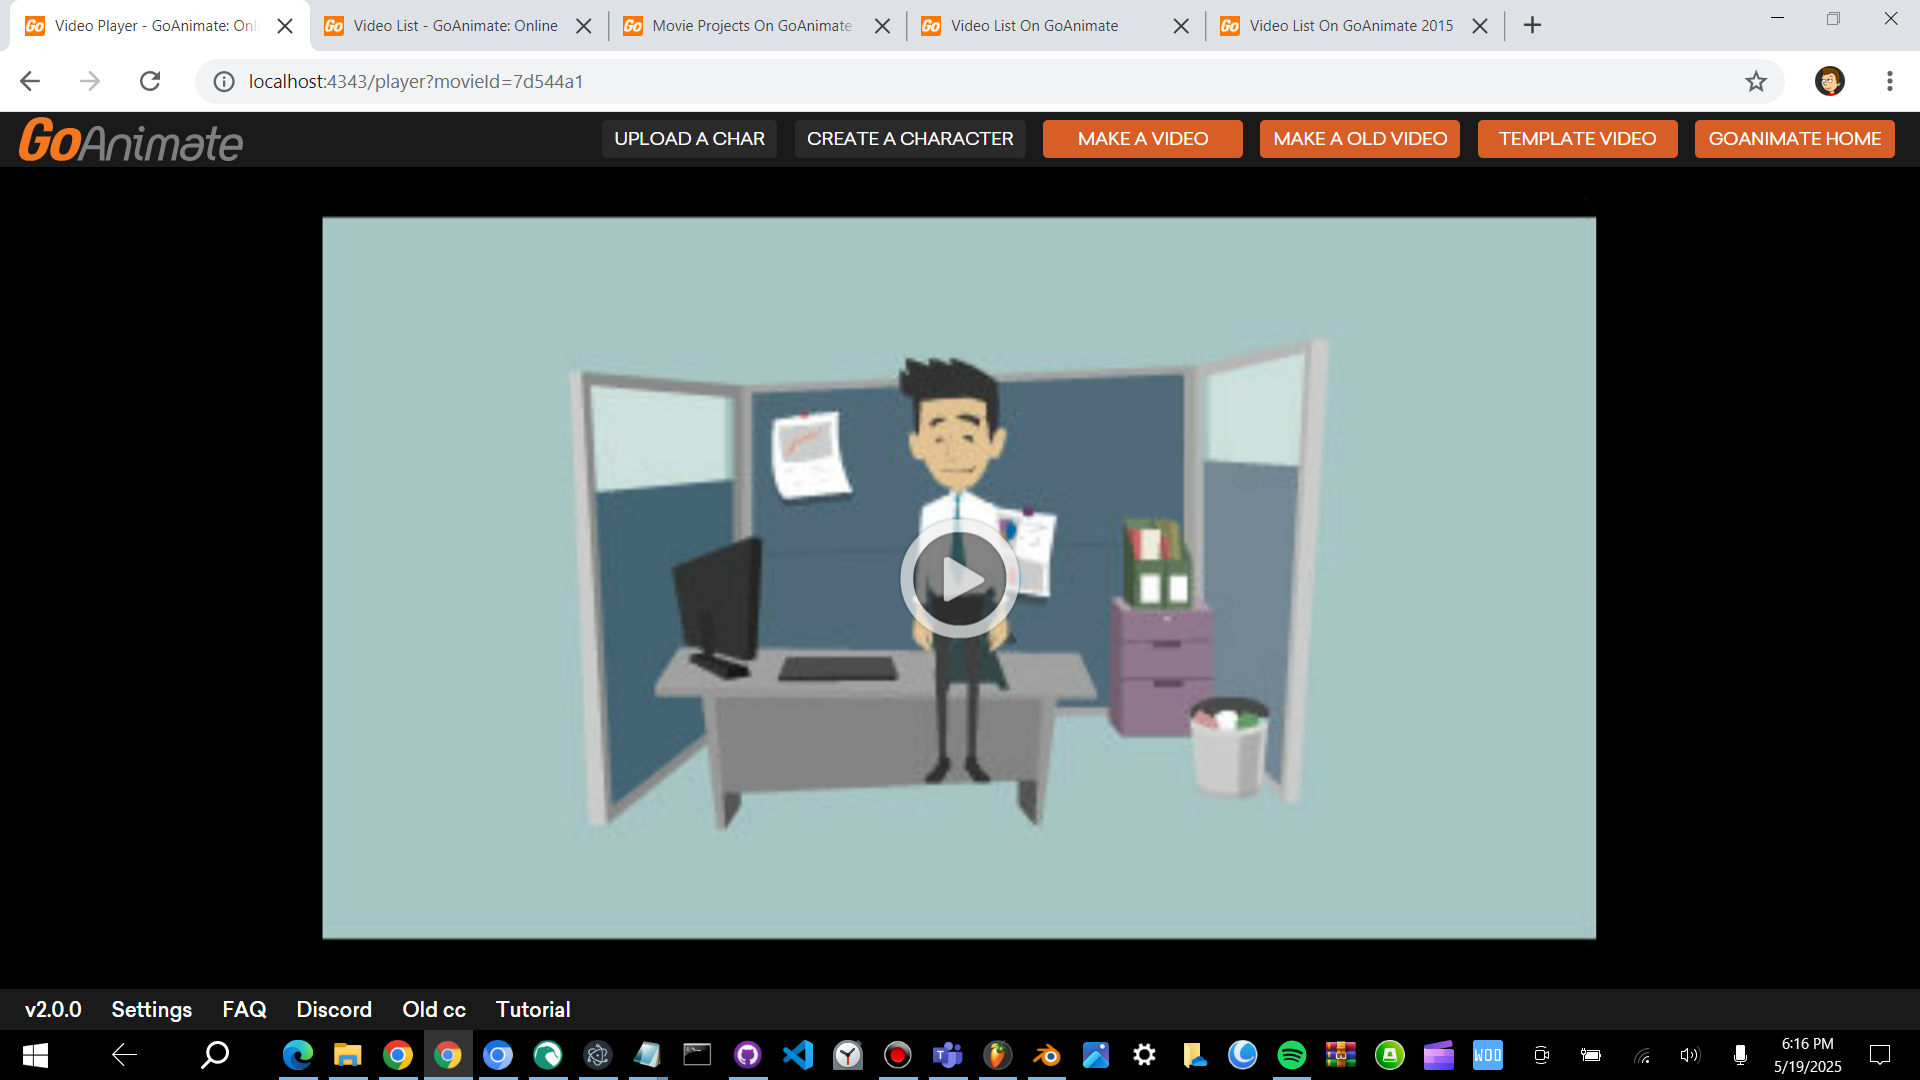 Video Player - GoAnimate: Onl
Video List - GoAnimate: Online
Movie Projects On GoAnimate
Video List On GoAnimate
Video List On GoAnimate 2015
localhost:4343/player?movieId=7d544a1
GoAnimate
UPLOAD A CHAR
CREATE A CHARACTER
MAKE A VIDEO
MAKE A OLD VIDEO
TEMPLATE VIDEO
GOANIMATE HOME
v2.0.0
Settings
FAQ
Discord
Old cc
Tutorial
WOO
6:16 PM
5/19/2025